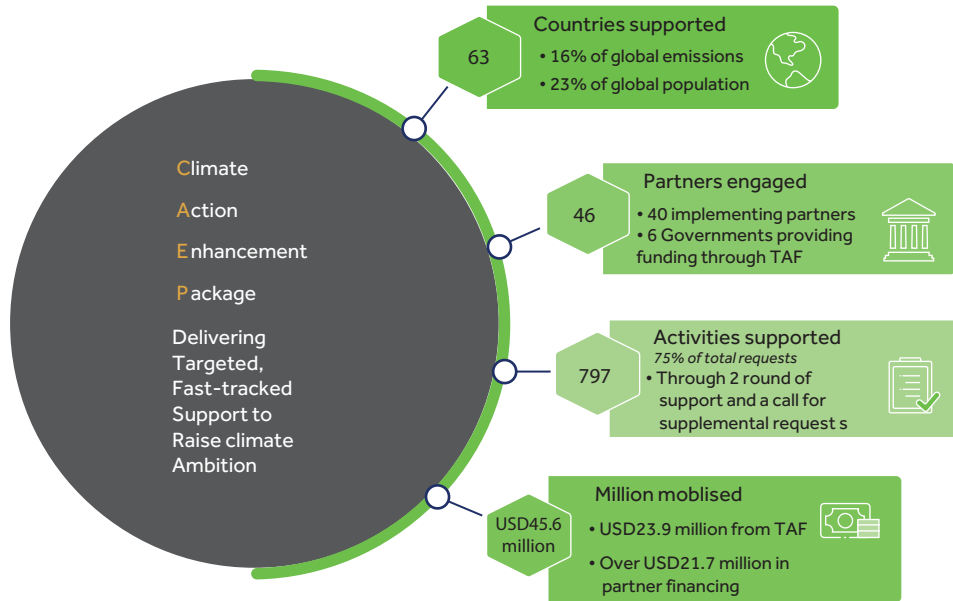 Climate
Action
Enhancement
Package
Delivering
Targeted,
Fast-tracked
Support to
Raise climate
Ambition
63
Countries supported
• 16% of global emissions
• 23% of global population
46
Partners engaged
• 40 implementing partners
• 6 Governments providing
funding through TAF
797
Activities supported
75% of total requests
• Through 2 round of
support and a call for
supplemental request s
USD45.6
million
Million moblised
• USD23.9 million from TAF
• Over USD21.7 million in
partner financing